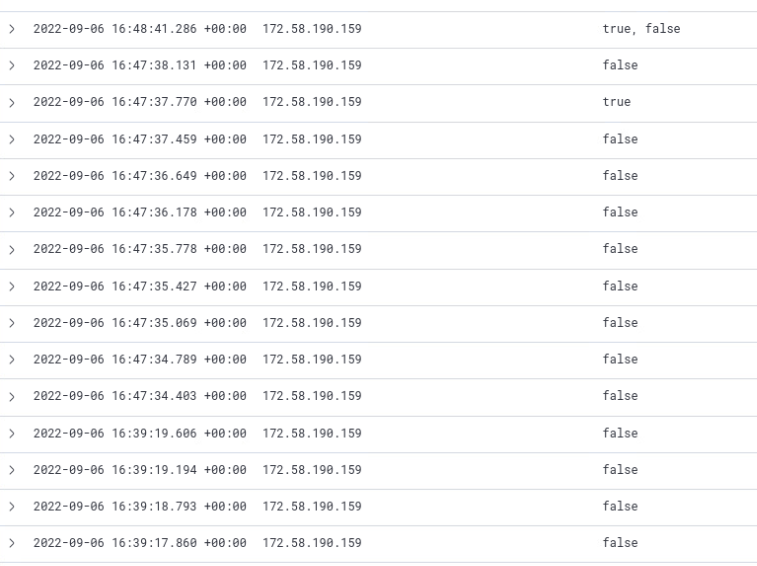 2022-09-06 16:48:41.286 +00:00 172.58.190.159 true, false
2022-09-06 16:47:38.131 +00:00 172.58.190.159 false
2022-09-06 16:47:37.770 +00:00 172.58.190.159 true
2022-09-06 16:47:37.459 +00:00 172.58.190.159 false
2022-09-06 16:47:36.649 +00:00 172.58.190.159 false
2022-09-06 16:47:36.178 +00:00 172.58.190.159 false
2022-09-06 16:47:35.778 +00:00 172.58.190.159 false
2022-09-06 16:47:35.427 +00:00 172.58.190.159 false
2022-09-06 16:47:35.069 +00:00 172.58.190.159 false
2022-09-06 16:47:34.789 +00:00 172.58.190.159 false
2022-09-06 16:47:34.403 +00:00 172.58.190.159 false
2022-09-06 16:39:19.606 +00:00 172.58.190.159 false
2022-09-06 16:39:19.194 +00:00 172.58.190.159 false
2022-09-06 16:39:18.793 +00:00 172.58.190.159 false
2022-09-06 16:39:17.860 +00:00 172.58.190.159 false